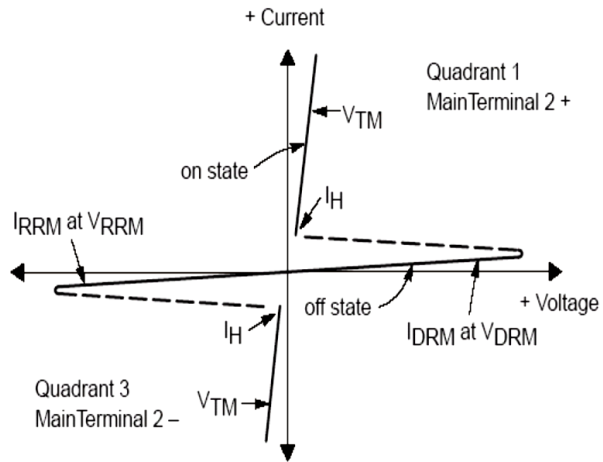 + Current
Quadrant 1
MainTerminal 2 +
VTM
on state
IH
IRRM at VRRM
+ Voltage
off state
IDRM at VDRM
IH
Quadrant 3
MainTerminal 2 –
VTM